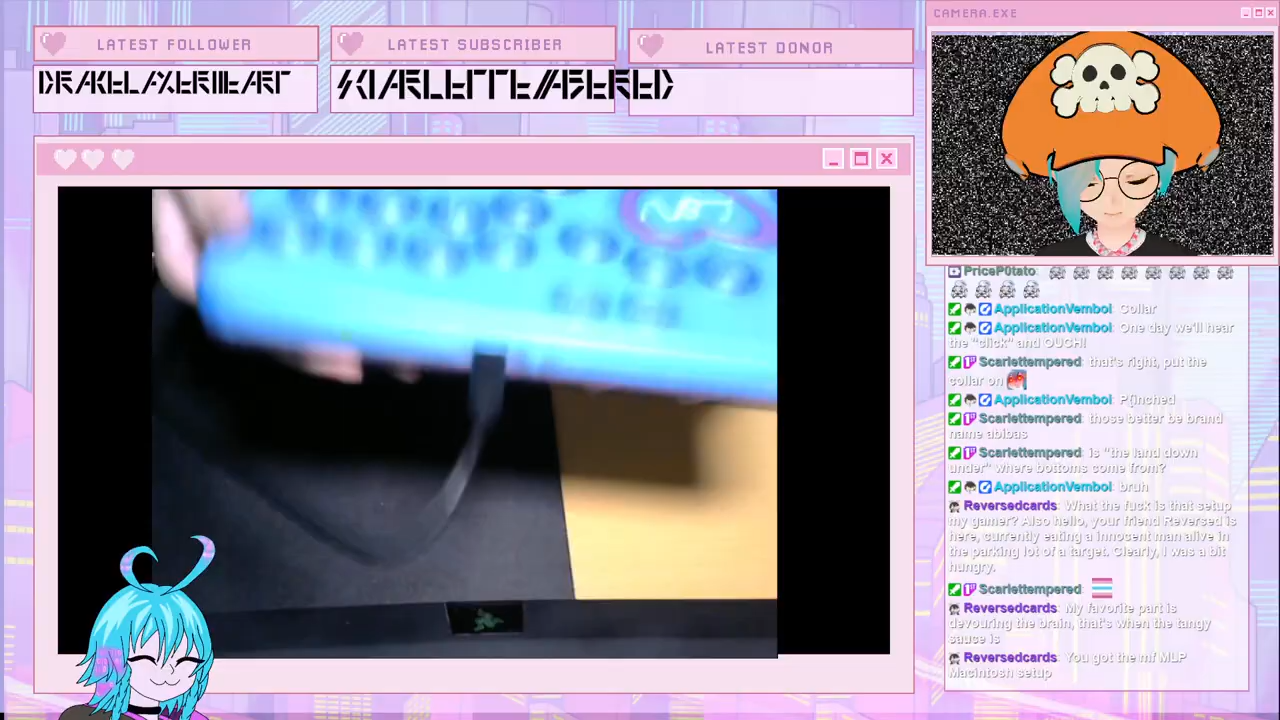 LATEST FOLLOWER
LATEST SUBSCRIBER
LATEST DONOR
CAMERA.EXE
SCARLETTEMPERED
PriceP0tato
ApplicationVembol: Collar
ApplicationVembol: One day we'll hear
the "click" and OUCH!
Scarlettempered: that's right, put the
collar on
ApplicationVembol: P{inched
Scarlettempered: those better be brand
name abibas
Scarlettempered: is "the land down
under" where bottoms come from?
ApplicationVembol: bruh
Reversedcards: What the fuck is that setup
my gamer? Also hello, your friend Reversed is
here, currently eating a innocent man alive in
the parking lot of a target. Clearly, I was a bit
hungry.
Scarlettempered:
Reversedcards: My favorite part is
devouring the brain, that's when the tangy
sauce is
Reversedcards: You got the mf MLP
Macintosh setup